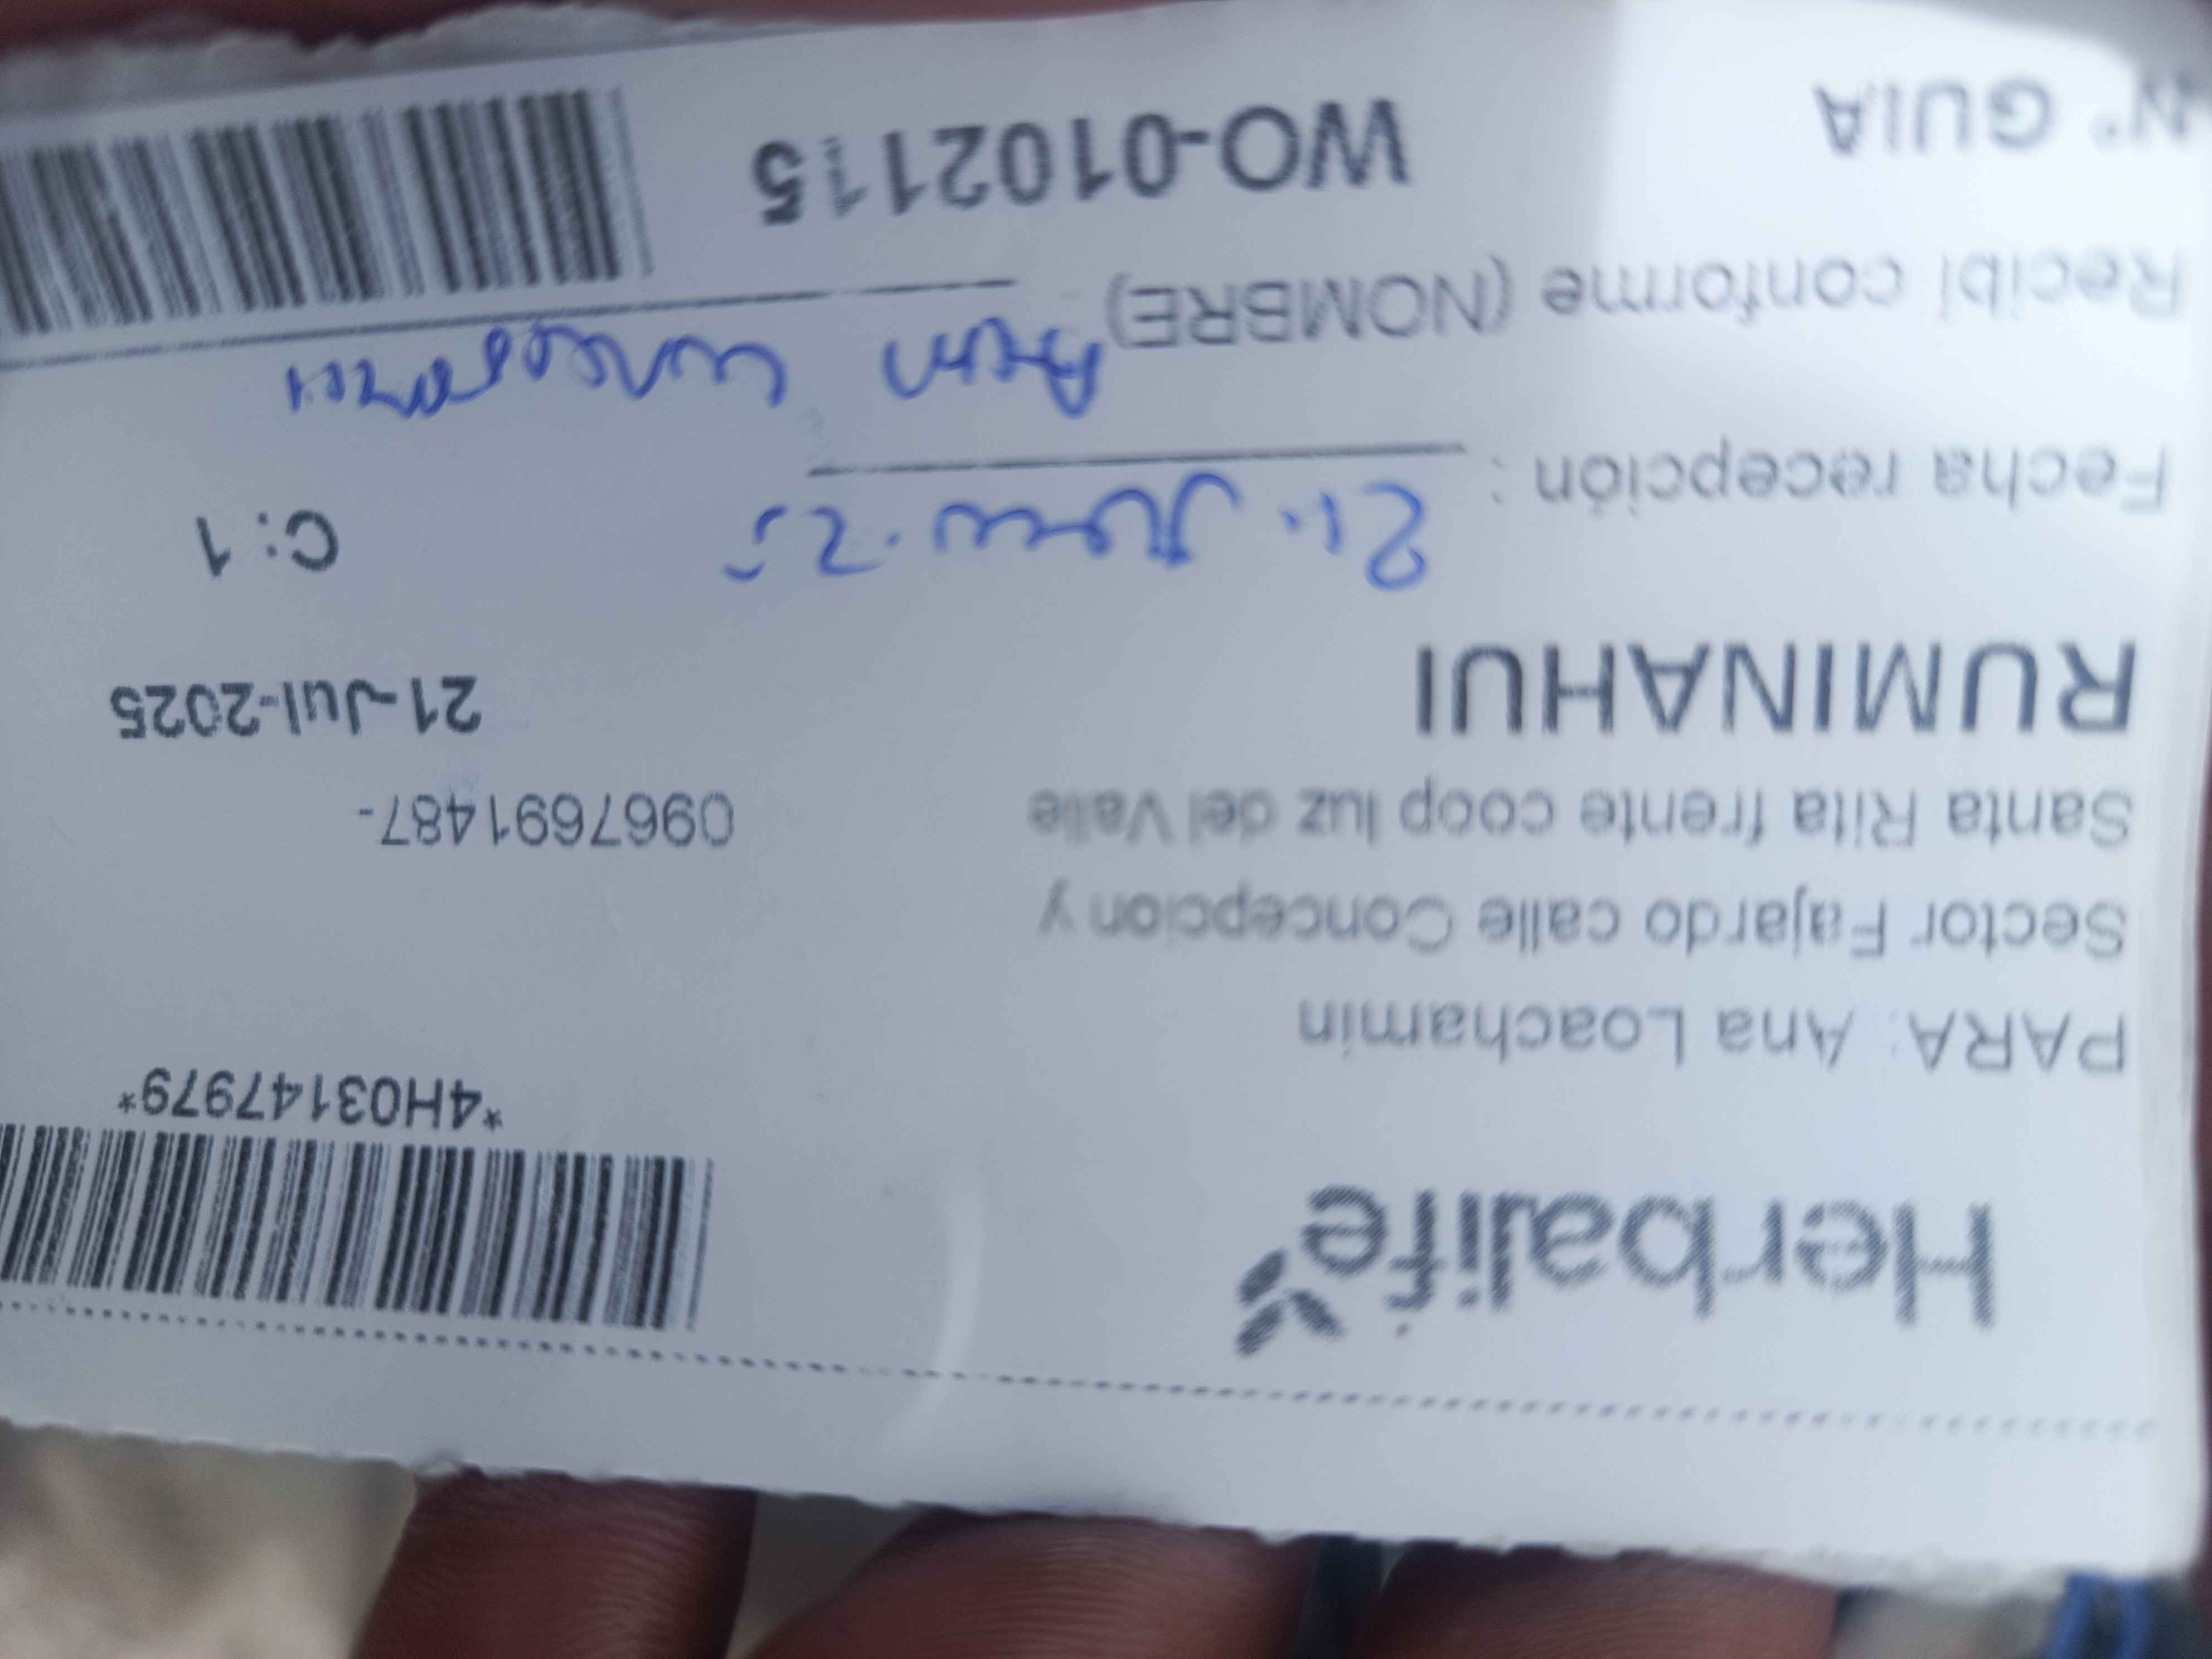 Herbalife
*4H03147979*
PARA: Ana Loachamin
Sector Fajardo calle Concepcion y
Santa Rita frente coop luz del Valle
0967691487-
RUMINAHUI
21-Jul-2025
Fecha recepción :
C: 1
Recibí conforme (NOMBRE)
N° GUIA
WO-0102115